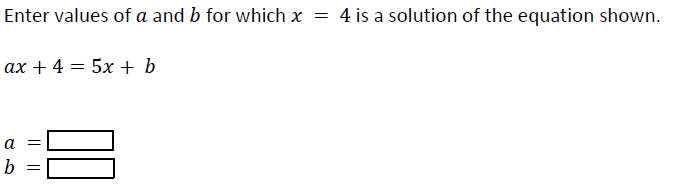 Enter values of a and b for which x = 4 is a solution of the equation shown.
ax + 4 = 5x + b
a =
b =